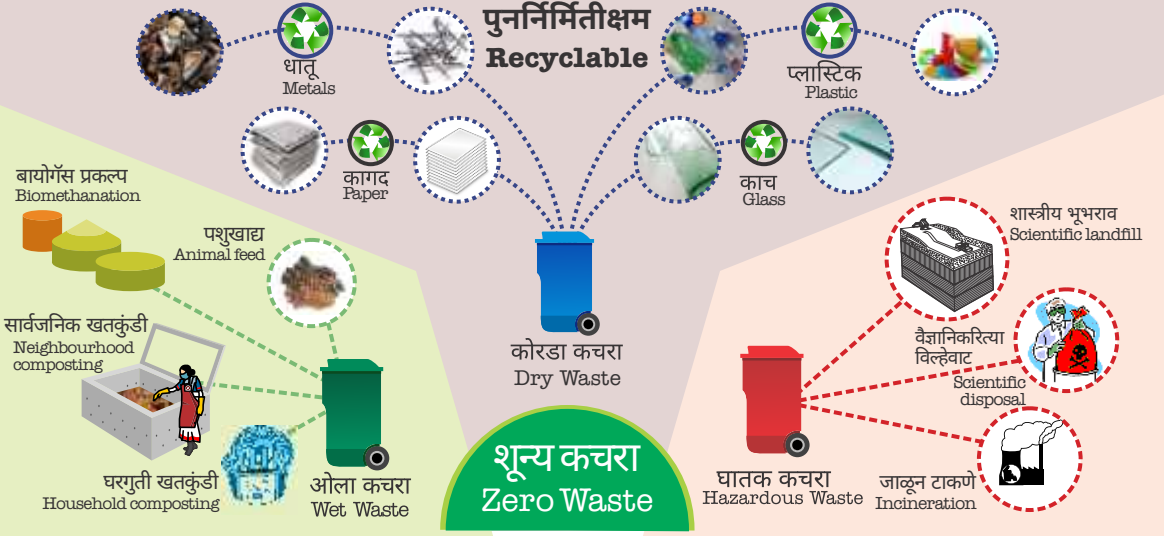 पुनर्निर्मितीक्षम
Recyclable
धातू
Metals
प्लास्टिक
Plastic
कागद
Paper
काच
Glass
कोरडा कचरा
Dry Waste
बायोगॅस प्रकल्प
Biomethanation
पशुखाद्य
Animal feed
सार्वजनिक खतकुंडी
Neighbourhood
composting
घरगुती खतकुंडी
Household composting
ओला कचरा
Wet Waste
शून्य कचरा
Zero Waste
शास्त्रीय भूभराव
Scientific landfill
वैज्ञानिकरित्या
विल्हेवाट
Scientific
disposal
घातक कचरा
Hazardous Waste
जाळून टाकणे
Incineration